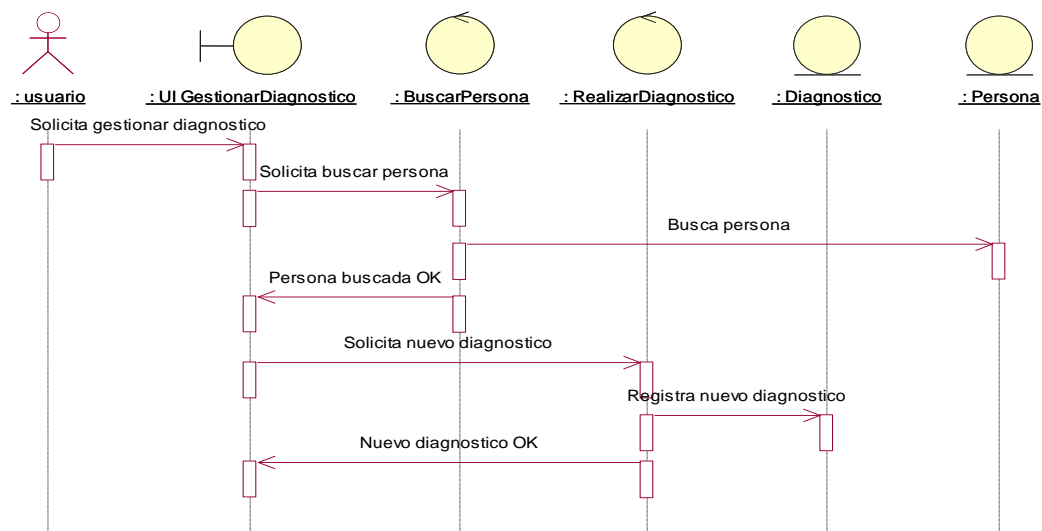 : usuario
: UI GestionarDiagnostico
: BuscarPersona
: RealizarDiagnostico
: Diagnostico
: Persona
Solicita gestionar diagnostico
Solicita buscar persona
Busca persona
Persona buscada OK
Solicita nuevo diagnostico
Registra nuevo diagnostico
Nuevo diagnostico OK